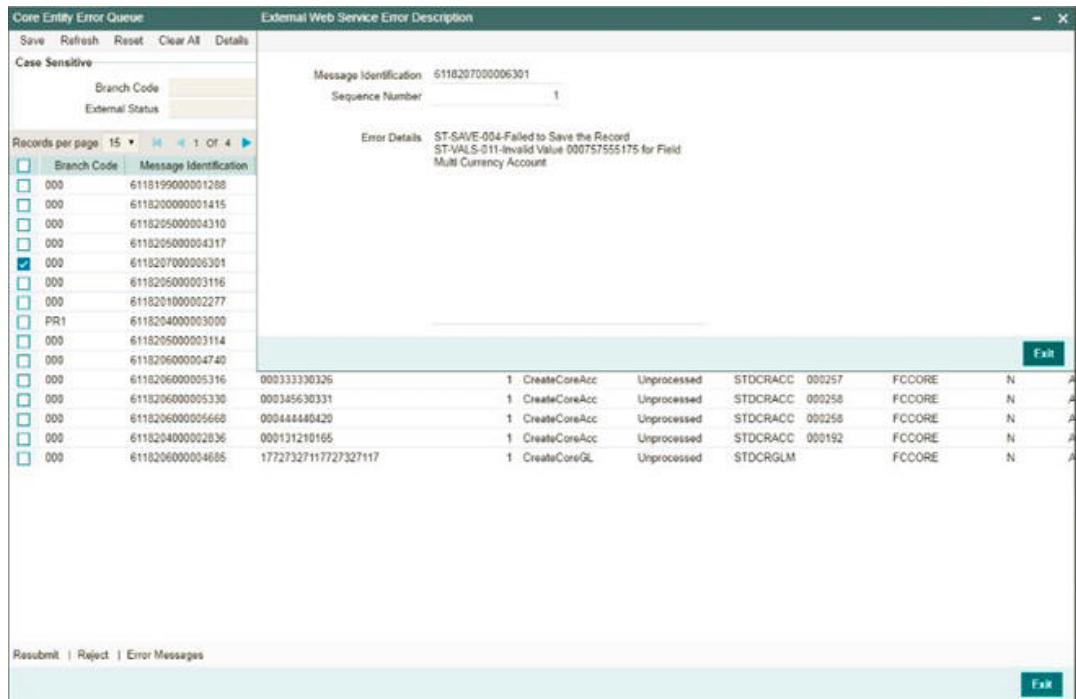 Core Entity Error Queue
External Web Service Error Description
Save Refresh Reset Clear All Details
Case Sensitive
Branch Code
External Status
Message Identification 6118207000006301
Sequence Number 1
Error Details ST-SAVE-004-Failed to Save the Record
ST-VALS-011-Invalid Value 000757555175 for Field
Multi Currency Account
Records per page 15 1 Of 4
Branch Code Message Identification
000 6118199000001288
000 6118200000001415
000 6118205000004310
000 6118205000004317
000 6118207000006301
000 6118205000003116
000 6118201000002277
PR1 6118204000003000
000 6118205000003114
000 6118206000004740
Exit
000 6118206000005316 000333330326 1 CreateCoreAcc Unprocessed STDCRACC 000257 FCCORE N A
000 6118206000005330 000345630331 1 CreateCoreAcc Unprocessed STDCRACC 000258 FCCORE N A
000 6118206000005668 000444440420 1 CreateCoreAcc Unprocessed STDCRACC 000258 FCCORE N A
000 6118204000002836 000131210165 1 CreateCoreAcc Unprocessed STDCRACC 000192 FCCORE N A
000 6118206000004685 17727327117727327117 1 CreateCoreGL Unprocessed STDCRGLM FCCORE N A
Resubmit | Reject | Error Messages
Exit